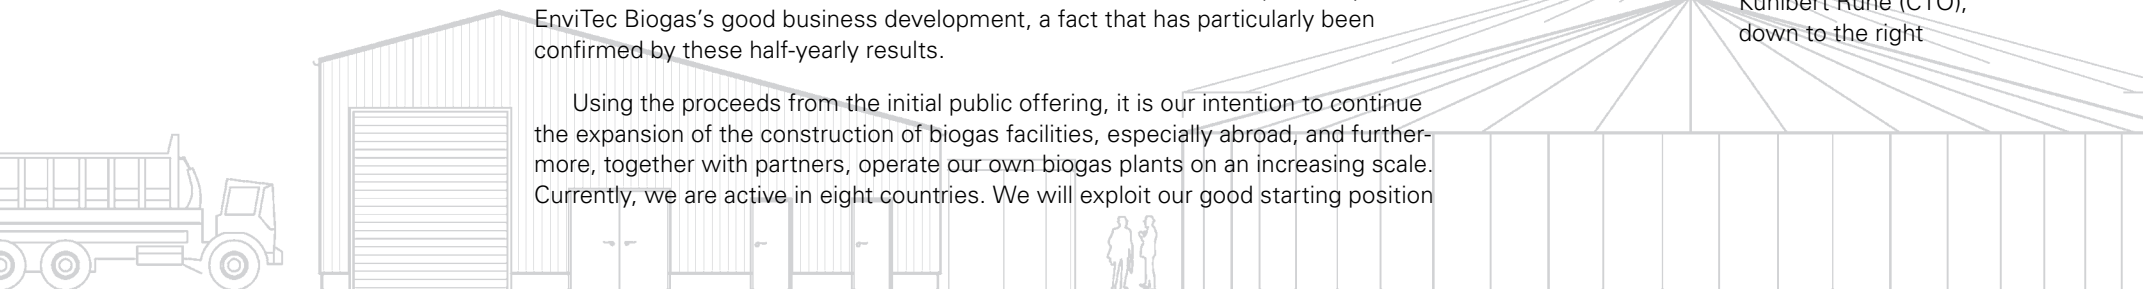 EnviTec Biogas's good business development, a fact that has particularly been
confirmed by these half-yearly results.
Using the proceeds from the initial public offering, it is our intention to continue
the expansion of the construction of biogas facilities, especially abroad, and further-
more, together with partners, operate our own biogas plants on an increasing scale.
Currently, we are active in eight countries. We will exploit our good starting position
Kunibert Ruhe (CTO),
down to the right